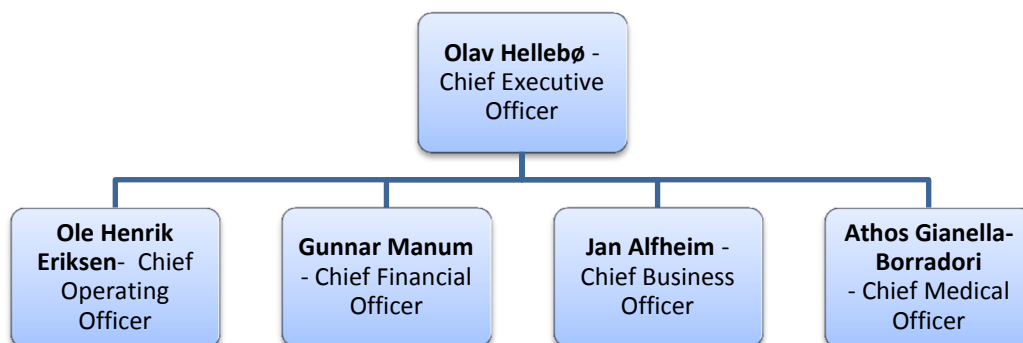 Olav Hellebø -
Chief Executive
Officer
Ole Henrik
Eriksen-  Chief
Operating
Officer
Gunnar Manum
- Chief Financial
Officer
Jan Alfheim -
Chief Business
Officer
Athos Gianella-
Borradori
- Chief Medical
Officer